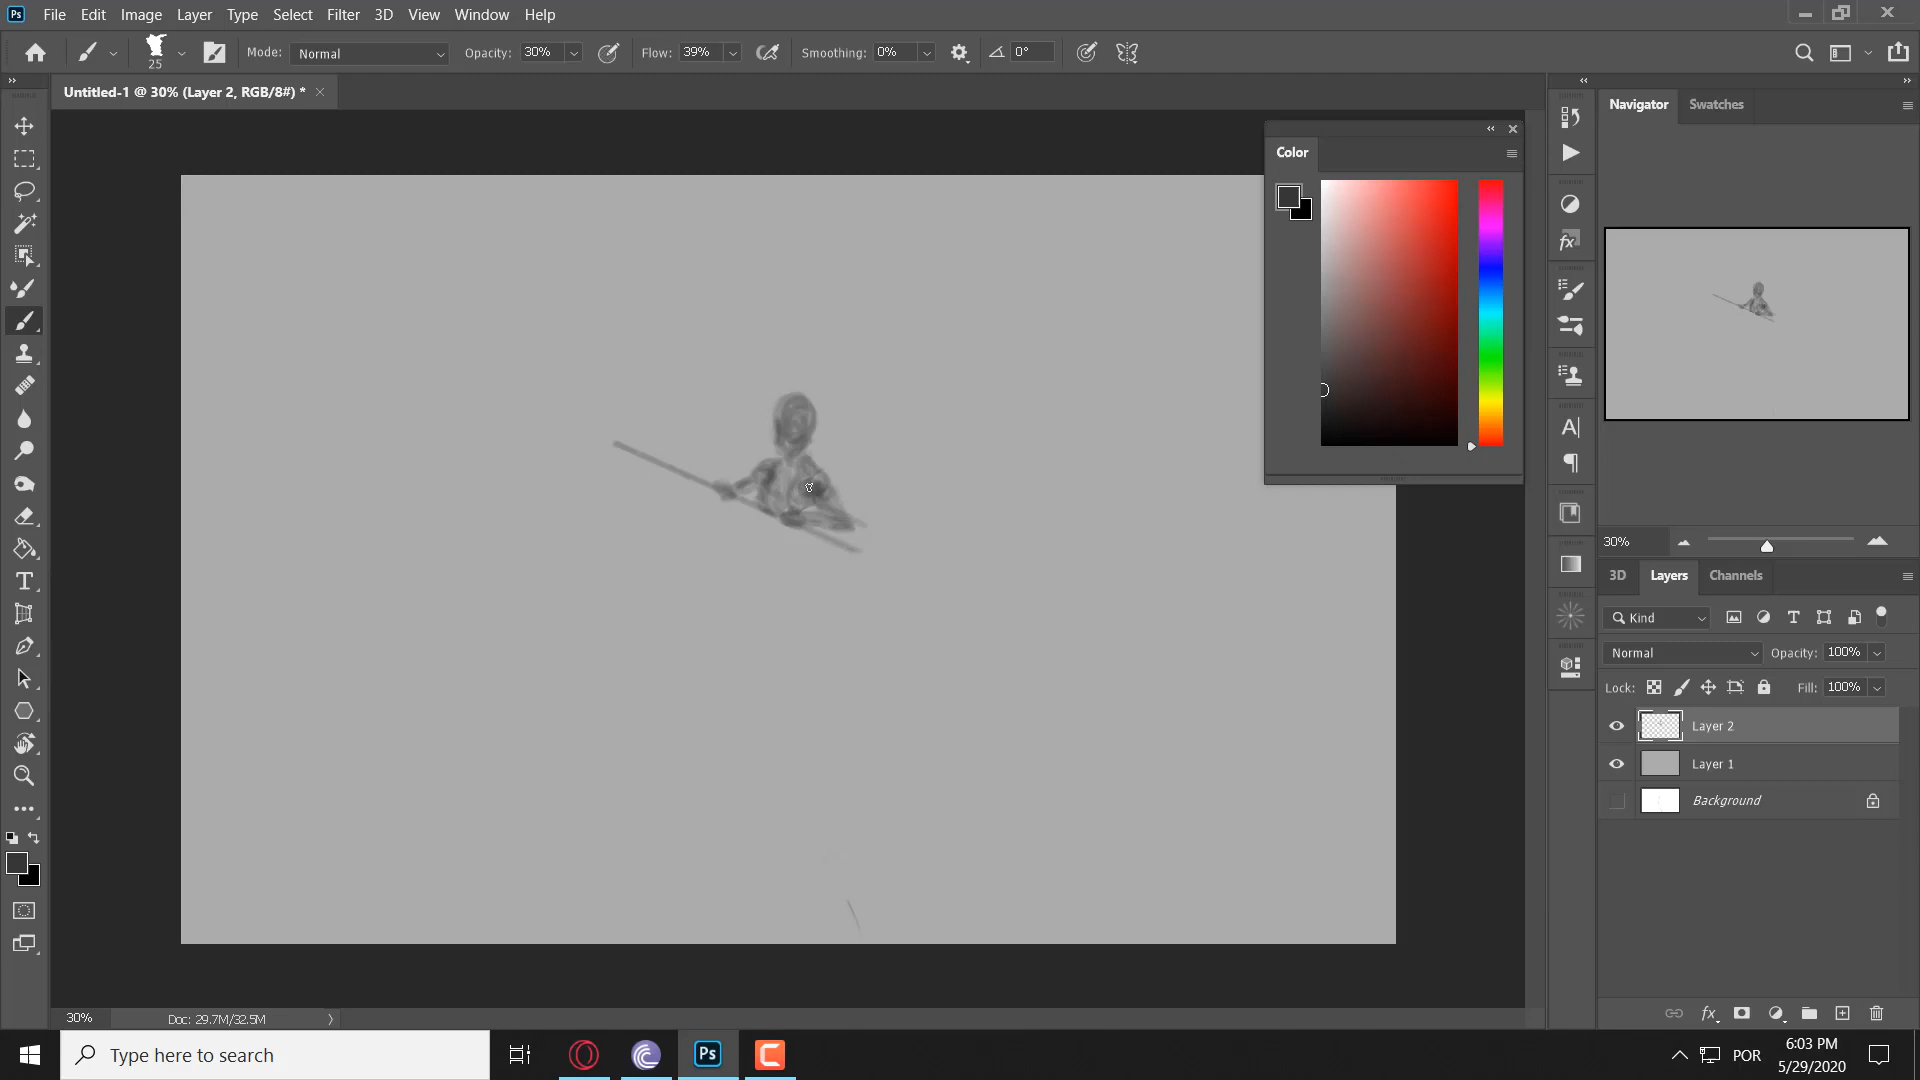 Ps File Edit Image Layer Type Select Filter 3D View Window Help
25 Mode: Normal Opacity: 30% Flow: 39% Smoothing: 0% 0°
Untitled-1 @ 30% (Layer 2, RGB/8#) *
Color
Navigator Swatches
30%
3D Layers Channels
Kind
Normal Opacity: 100%
Lock: Fill: 100%
Layer 2
Layer 1
Background
30% Doc: 29.7M/32.5M
Type here to search
Ps
POR
6:03 PM
5/29/2020